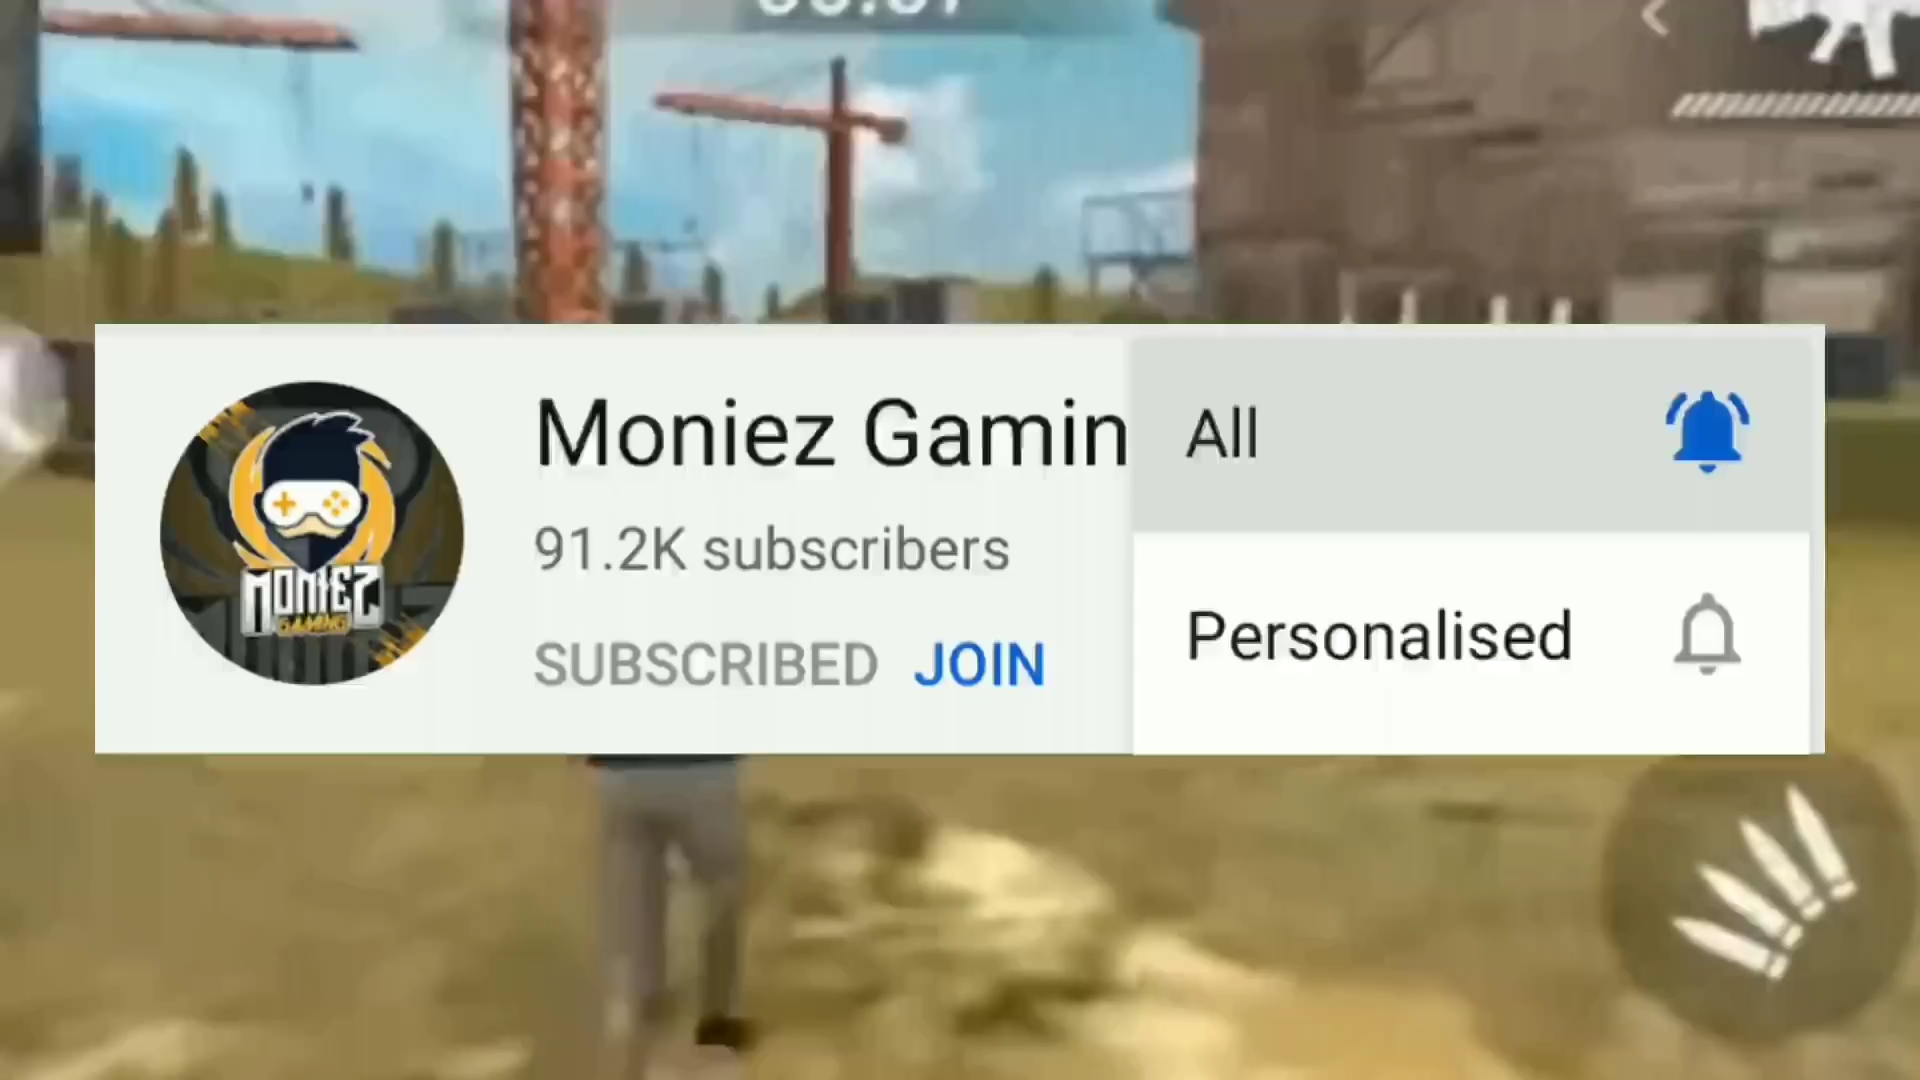 Moniez Gamin
91.2K subscribers
SUBSCRIBED JOIN
All
Personalised
MONIEZ
GAMING